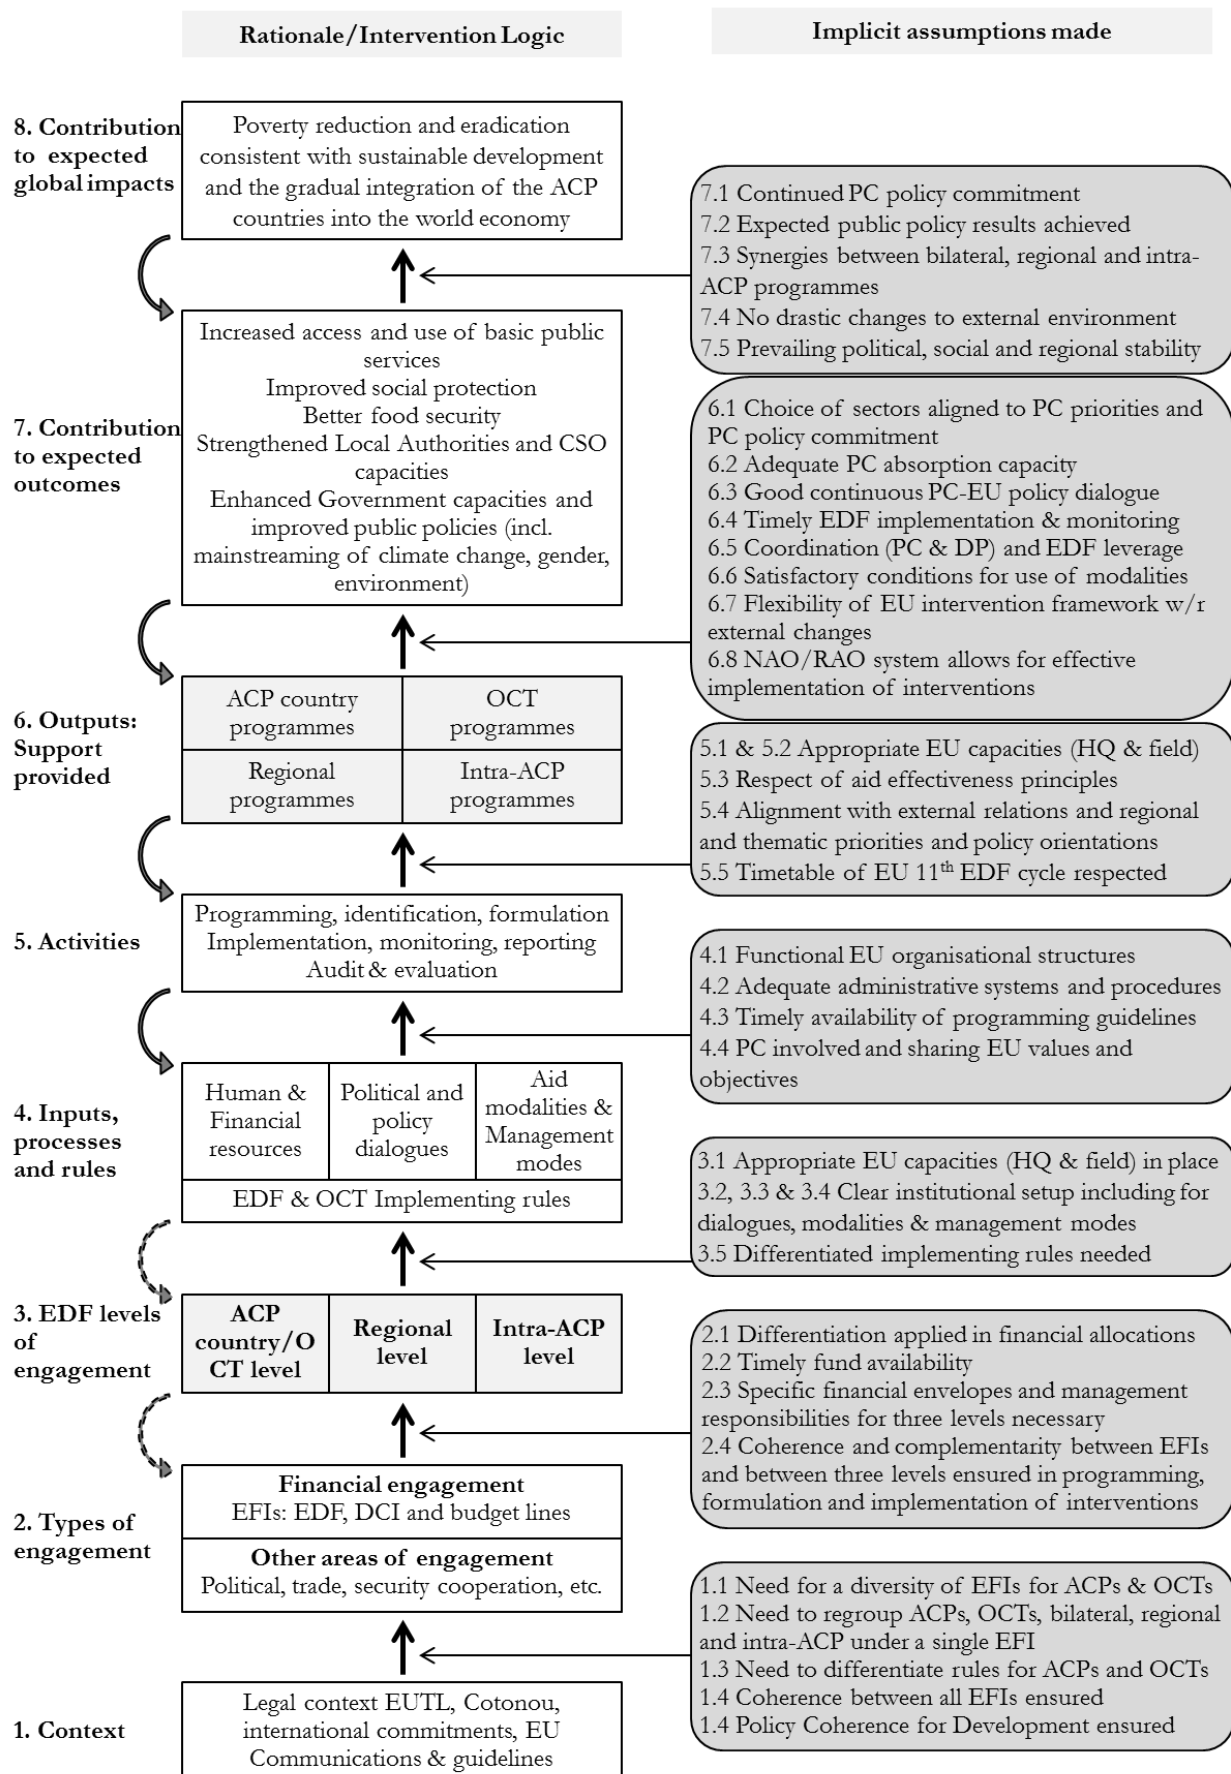 Rationale/Intervention Logic
Implicit assumptions made
8. Contribution
to expected
global impacts
Poverty reduction and eradication
consistent with sustainable development
and the gradual integration of the ACP
countries into the world economy
7.1 Continued PC policy commitment
7.2 Expected public policy results achieved
7.3 Synergies between bilateral, regional and intra-
ACP programmes
7.4 No drastic changes to external environment
7.5 Prevailing political, social and regional stability
7. Contribution
to expected
outcomes
Increased access and use of basic public
services
Improved social protection
Better food security
Strengthened Local Authorities and CSO
capacities
Enhanced Government capacities and
improved public policies (incl.
mainstreaming of climate change, gender,
environment)
6.1 Choice of sectors aligned to PC priorities and
PC policy commitment
6.2 Adequate PC absorption capacity
6.3 Good continuous PC-EU policy dialogue
6.4 Timely EDF implementation & monitoring
6.5 Coordination (PC & DP) and EDF leverage
6.6 Satisfactory conditions for use of modalities
6.7 Flexibility of EU intervention framework w/r
external changes
6.8 NAO/RAO system allows for effective
implementation of interventions
6. Outputs:
Support
provided
ACP country
programmes
OCT
programmes
Regional
programmes
Intra-ACP
programmes
5.1 & 5.2 Appropriate EU capacities (HQ & field)
5.3 Respect of aid effectiveness principles
5.4 Alignment with external relations and regional
and thematic priorities and policy orientations
5.5 Timetable of EU 11th EDF cycle respected
5. Activities
Programming, identification, formulation
Implementation, monitoring, reporting
Audit & evaluation
4.1 Functional EU organisational structures
4.2 Adequate administrative systems and procedures
4.3 Timely availability of programming guidelines
4.4 PC involved and sharing EU values and
objectives
4. Inputs,
processes
and rules
Human &
Financial
resources
Political and
policy
dialogues
Aid
modalities &
Management
modes
EDF & OCT Implementing rules
3.1 Appropriate EU capacities (HQ & field) in place
3.2, 3.3 & 3.4 Clear institutional setup including for
dialogues, modalities & management modes
3.5 Differentiated implementing rules needed
3. EDF levels
of
engagement
ACP
country/O
CT level
Regional
level
Intra-ACP
level
2.1 Differentiation applied in financial allocations
2.2 Timely fund availability
2.3 Specific financial envelopes and management
responsibilities for three levels necessary
2.4 Coherence and complementarity between EFIs
and between three levels ensured in programming,
formulation and implementation of interventions
2. Types of
engagement
Financial engagement
EFIs: EDF, DCI and budget lines
Other areas of engagement
Political, trade, security cooperation, etc.
1.1 Need for a diversity of EFIs for ACPs & OCTs
1.2 Need to regroup ACPs, OCTs, bilateral, regional
and intra-ACP under a single EFI
1.3 Need to differentiate rules for ACPs and OCTs
1.4 Coherence between all EFIs ensured
1.4 Policy Coherence for Development ensured
1. Context
Legal context EUTL, Cotonou,
international commitments, EU
Communications & guidelines